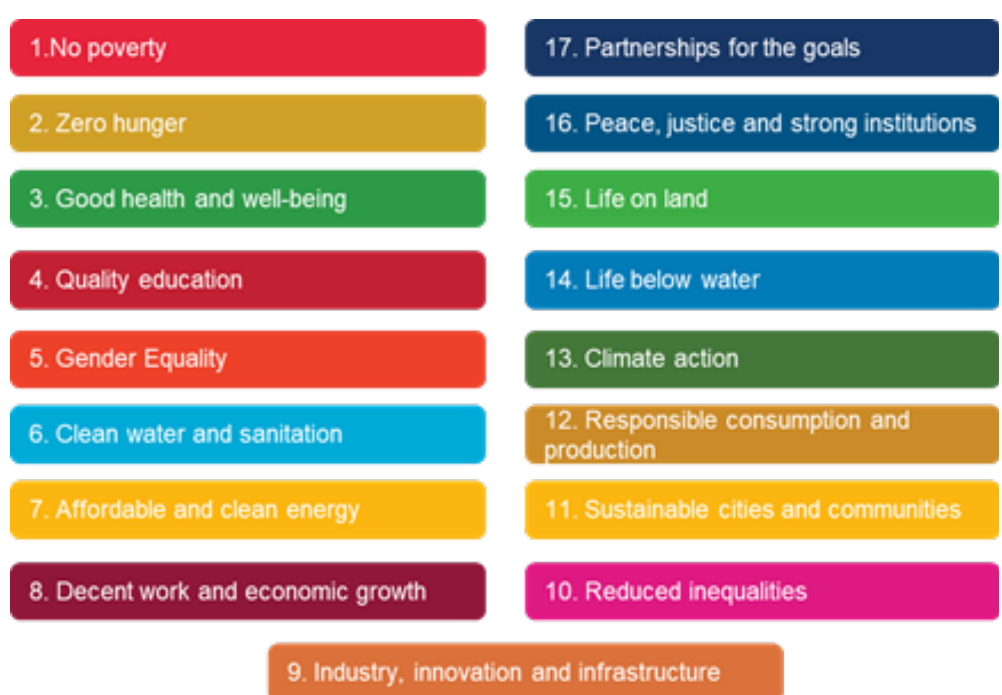 1.No poverty
2. Zero hunger
3. Good health and well-being
4. Quality education
5. Gender Equality
6. Clean water and sanitation
7. Affordable and clean energy
8. Decent work and economic growth
9. Industry, innovation and infrastructure
10. Reduced inequalities
11. Sustainable cities and communities
12. Responsible consumption and
production
13. Climate action
14. Life below water
15. Life on land
16. Peace, justice and strong institutions
17. Partnerships for the goals